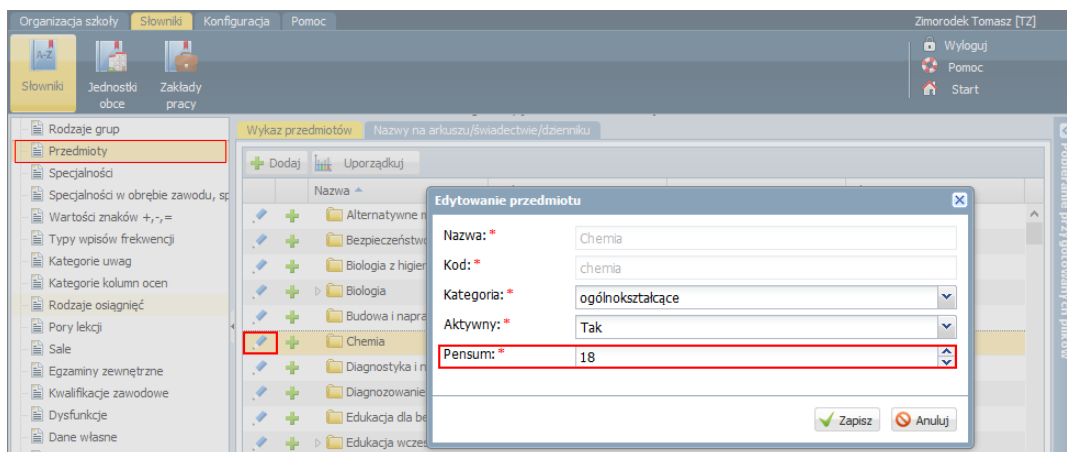 Organizacja szkoły Słowniki Konfiguracja Pomoc Zimorodek Tomasz [TZ]
A-Z
Słowniki Jednostki obce Zakłady pracy
Wyloguj
Pomoc
Start
Rodzaje grup
Przedmioty
Specjalności
Specjalności w obrębie zawodu, sp
Wartości znaków +,-,=
Typy wpisów frekwencji
Kategorie uwag
Kategorie kolumn ocen
Rodzaje osiągnięć
Pory lekcji
Sale
Egzaminy zewnętrzne
Kwalifikacje zawodowe
Dysfunkcje
Dane własne
Wykaz przedmiotów Nazwy na arkuszu/świadectwie/dzienniku
Dodaj Uporządkuj
Nazwa
Alternatywne
Bezpieczeństwo
Biologia z higien
Biologia
Budowa i napra
Chemia
Diagnostyka i n
Diagnozowanie
Edukacja dla be
Edukacja wczes
Edytowanie przedmiotu
Nazwa: * Chemia
Kod: * chemia
Kategoria: * ogólnokształcące
Aktywny: * Tak
Pensum: * 18
Zapisz Anuluj
Pobieranie przygotowanych plików